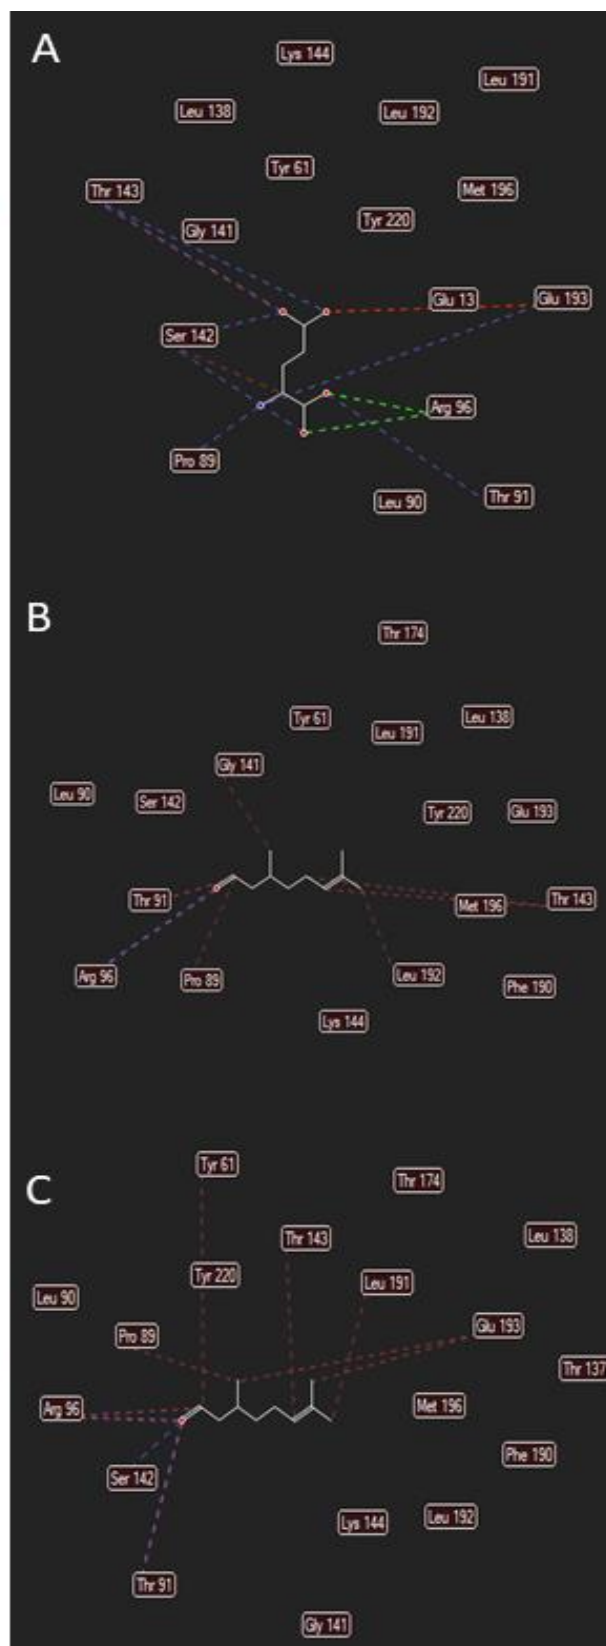 A
Lys 144
Leu 191
Leu 138
Leu 192
Tyr 61
Thr 143
Met 196
Gly 141
Tyr 220
Glu 13
Glu 193
Ser 142
Arg 96
Pro 89
Leu 90
Thr 91
B
Thr 174
Tyr 61
Leu 138
Leu 191
Gly 141
Leu 90
Ser 142
Tyr 220
Glu 193
Thr 91
Met 196
Thr 143
Arg 96
Pro 89
Leu 192
Phe 190
Lys 144
C
Tyr 61
Thr 174
Thr 143
Leu 138
Tyr 220
Leu 191
Leu 90
Pro 89
Glu 193
Thr 137
Arg 96
Met 196
Phe 190
Ser 142
Lys 144
Leu 192
Thr 91
Gly 141